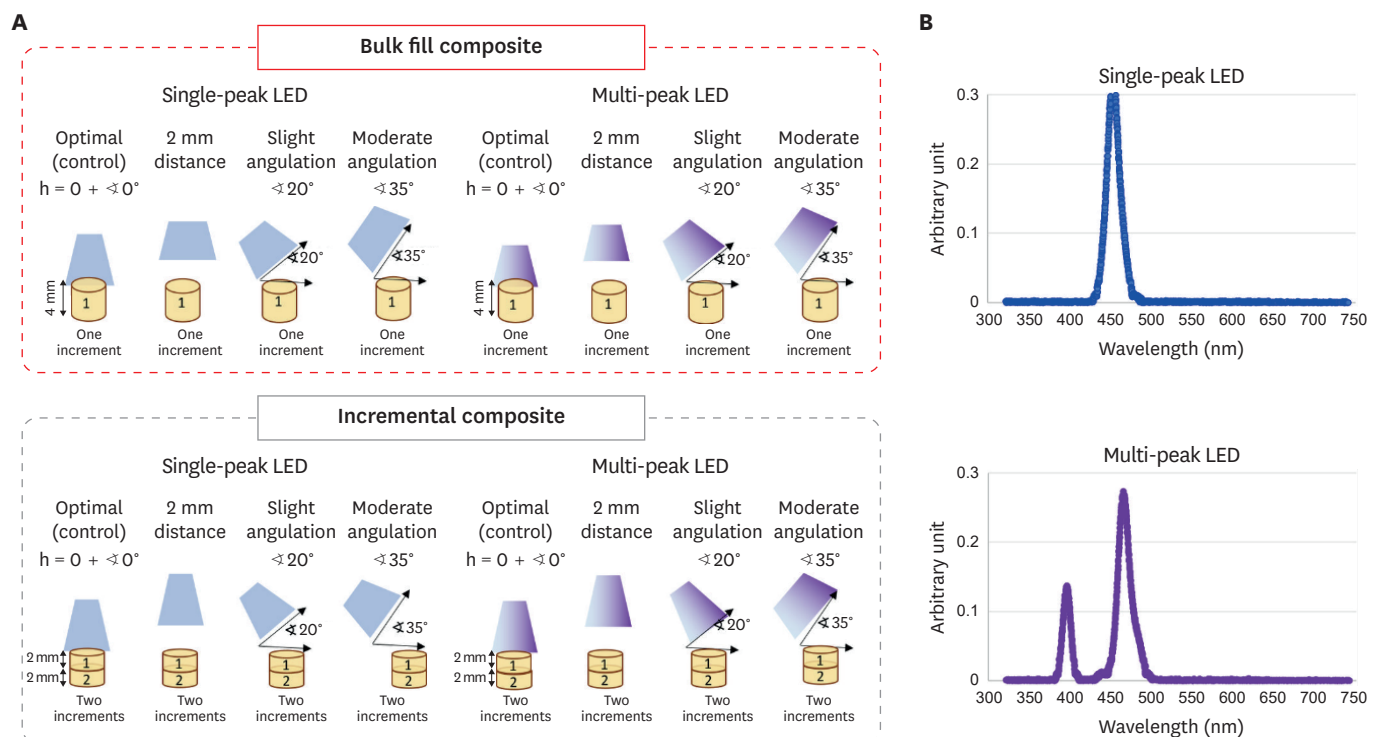 A
Bulk fill composite
Single-peak LED
Multi-peak LED
Optimal (control)
h = 0 + ∢0°
2 mm distance
Slight angulation
∢20°
Moderate angulation
∢35°
Optimal (control)
h = 0 + ∢0°
2 mm distance
Slight angulation
∢20°
Moderate angulation
∢35°
∢20°
∢35°
∢20°
∢35°
4 mm
1
1
1
1
4 mm
1
1
1
1
One increment
One increment
One increment
One increment
One increment
One increment
One increment
One increment
Incremental composite
Single-peak LED
Multi-peak LED
Optimal (control)
h = 0 + ∢0°
2 mm distance
Slight angulation
∢20°
Moderate angulation
∢35°
Optimal (control)
h = 0 + ∢0°
2 mm distance
Slight angulation
∢20°
Moderate angulation
∢35°
∢20°
∢35°
∢20°
∢35°
2 mm
2 mm
1
2
1
2
1
2
1
2
2 mm
2 mm
1
2
1
2
1
2
1
2
Two increments
Two increments
Two increments
Two increments
Two increments
Two increments
Two increments
Two increments
B
Single-peak LED
Arbitrary unit
0.3
0.2
0.1
0
300 350 400 450 500 550 600 650 700 750
Wavelength (nm)
Multi-peak LED
Arbitrary unit
0.3
0.2
0.1
0
300 350 400 450 500 550 600 650 700 750
Wavelength (nm)